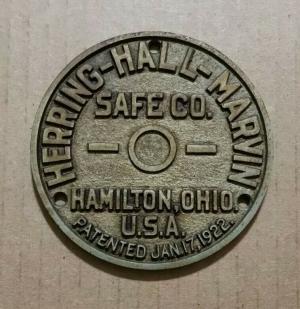 HERRING-HALL-MARVIN
SAFE CO.
HAMILTON, OHIO.
U.S.A.
PATENTED JAN.17,1922.